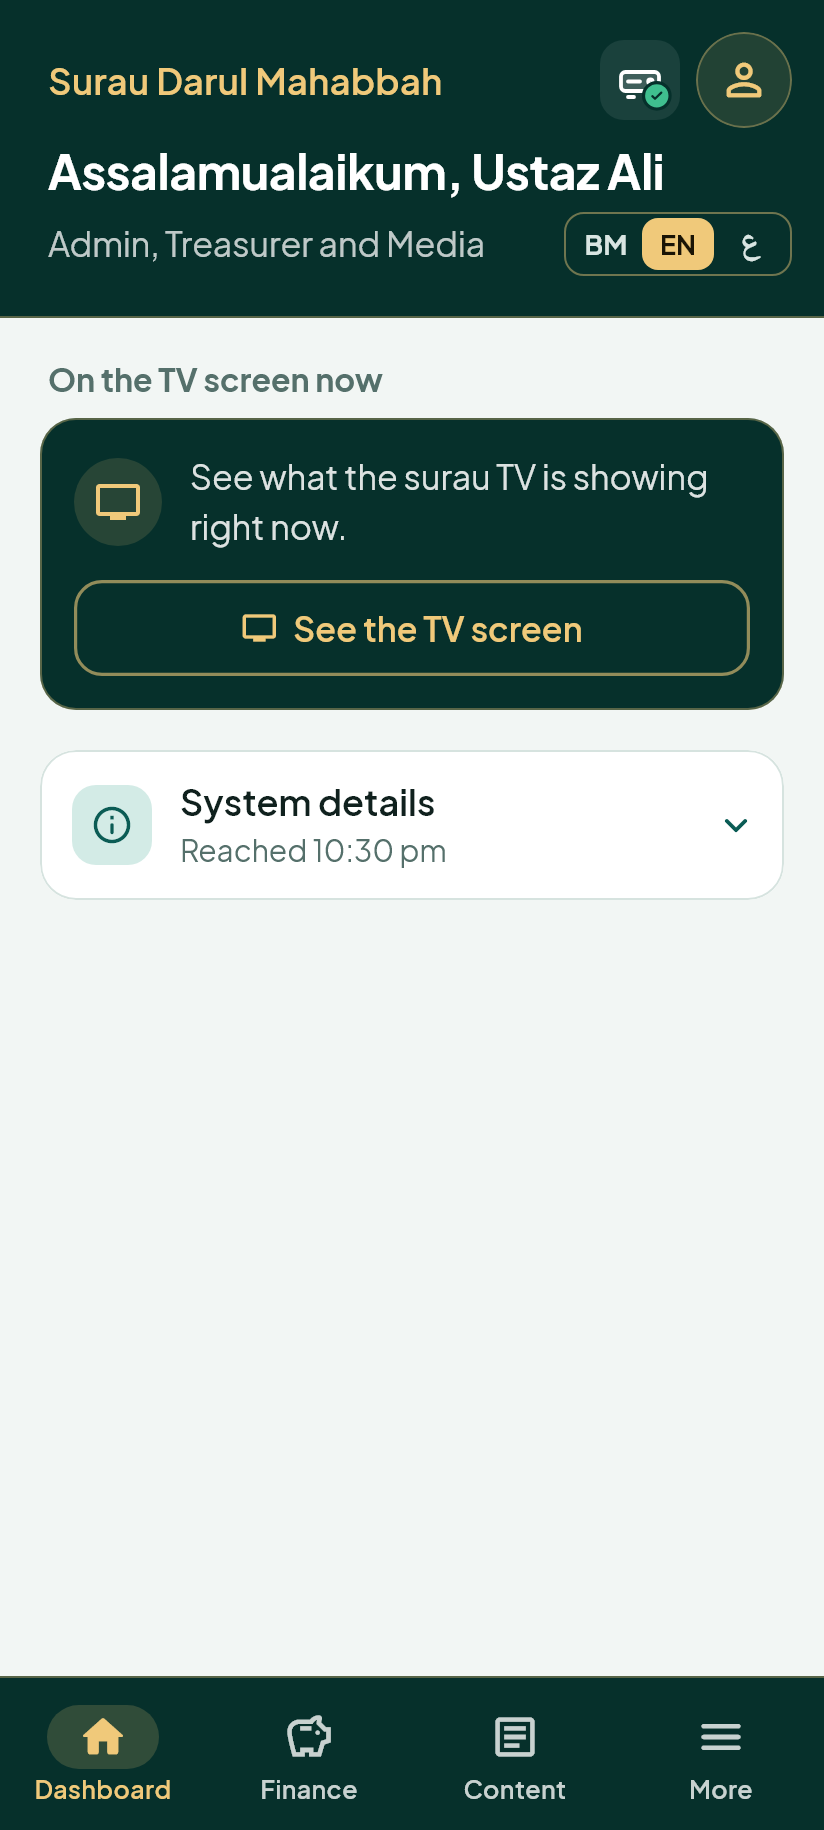 Surau Darul Mahabbah
Assalamualaikum, Ustaz Ali
Admin, Treasurer and Media
BM EN ع
On the TV screen now
See what the surau TV is showing
right now.
See the TV screen
System details
Reached 10:30 pm
Dashboard Finance Content More